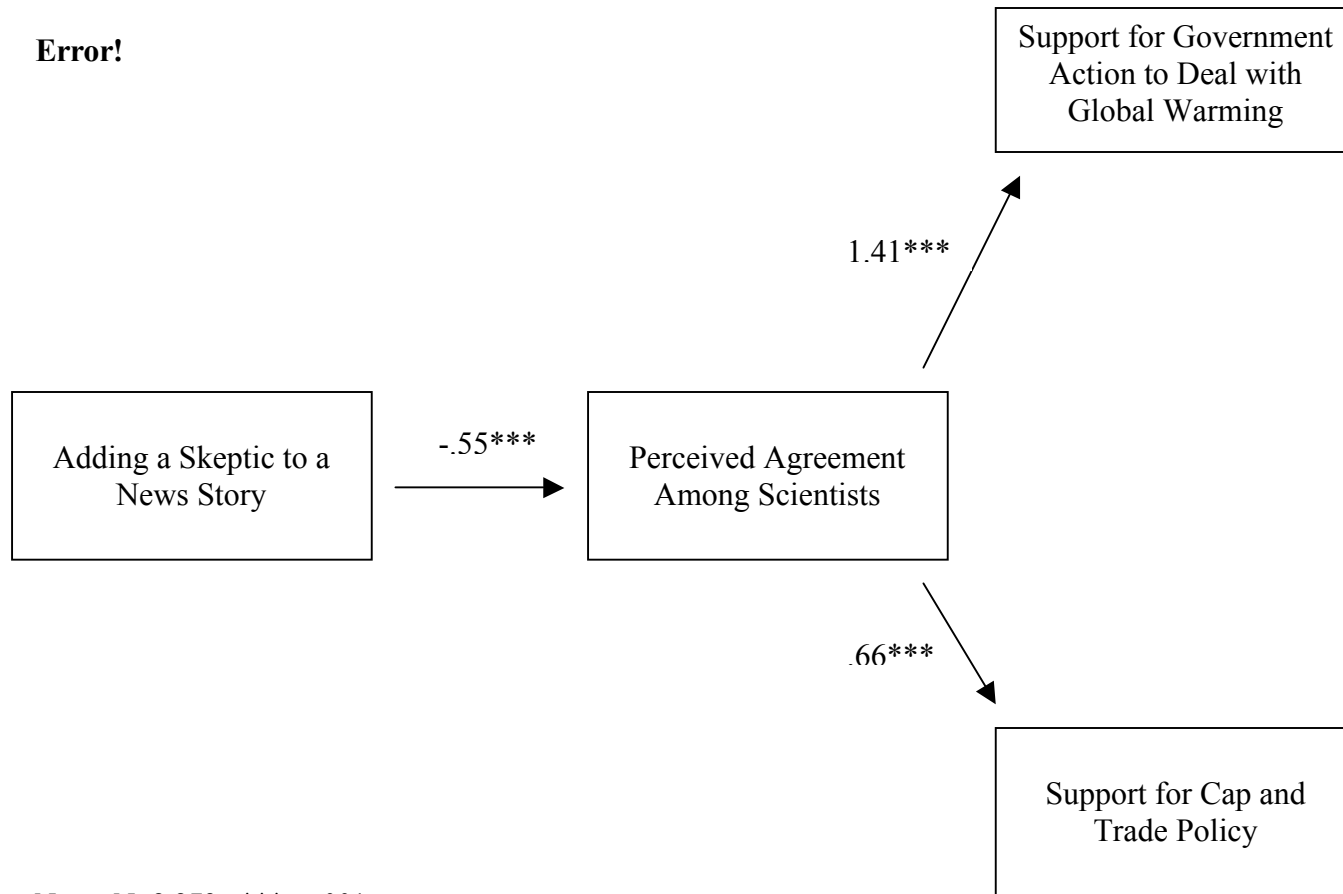 Error!
Support for Government
Action to Deal with
Global Warming
1.41***
Adding a Skeptic to a
News Story
-.55***
Perceived Agreement
Among Scientists
.66***
Support for Cap and
Trade Policy